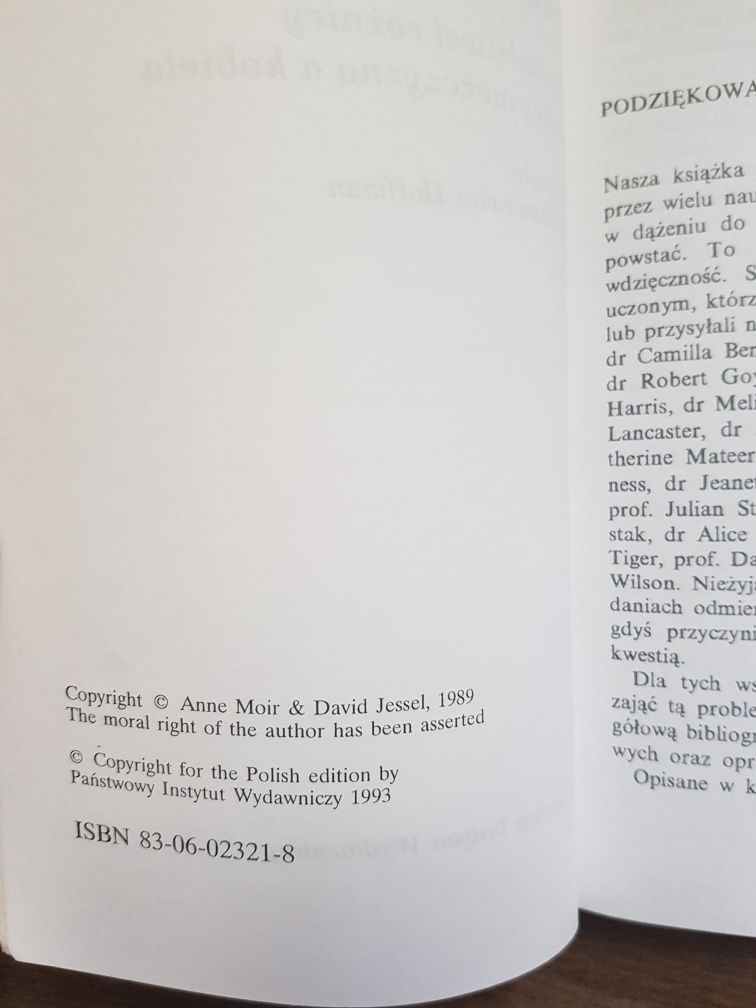 Copyright © Anne Moir & David Jessel, 1989
The moral right of the author has been asserted
© Copyright for the Polish edition by
Państwowy Instytut Wydawniczy 1993
ISBN 83-06-02321-8
PODZIĘKOWA
Nasza książka
przez wielu nau
w dążeniu do
powstać. To
wdzięczność. S
uczonym, którz
lub przysyłali n
dr Camilla Ber
dr Robert Goy
Harris, dr Meli
Lancaster, dr
therine Mateer
ness, dr Jeanet
prof. Julian St
stak, dr Alice
Tiger, prof. Da
Wilson. Nieżyj
daniach odmien
gdyś przyczyni
kwestią.
Dla tych ws
zająć tą proble
gółową bibliogr
wych oraz opr
Opisane w k